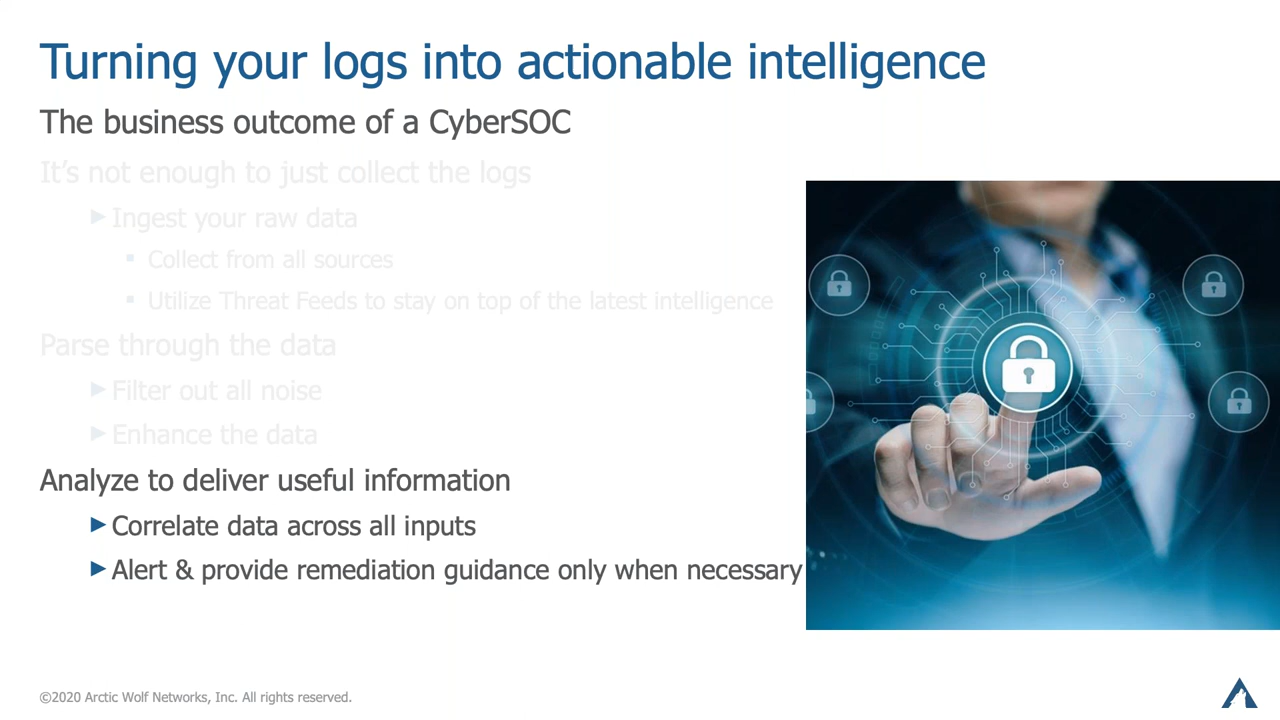 Turning your logs into actionable intelligence
The business outcome of a CyberSOC
It's not enough to just collect the logs
Ingest your raw data
Collect from all sources
Utilize Threat Feeds to stay on top of the latest intelligence
Parse through the data
Filter out all noise
Enhance the data
Analyze to deliver useful information
Correlate data across all inputs
Alert & provide remediation guidance only when necessary
©2020 Arctic Wolf Networks, Inc. All rights reserved.